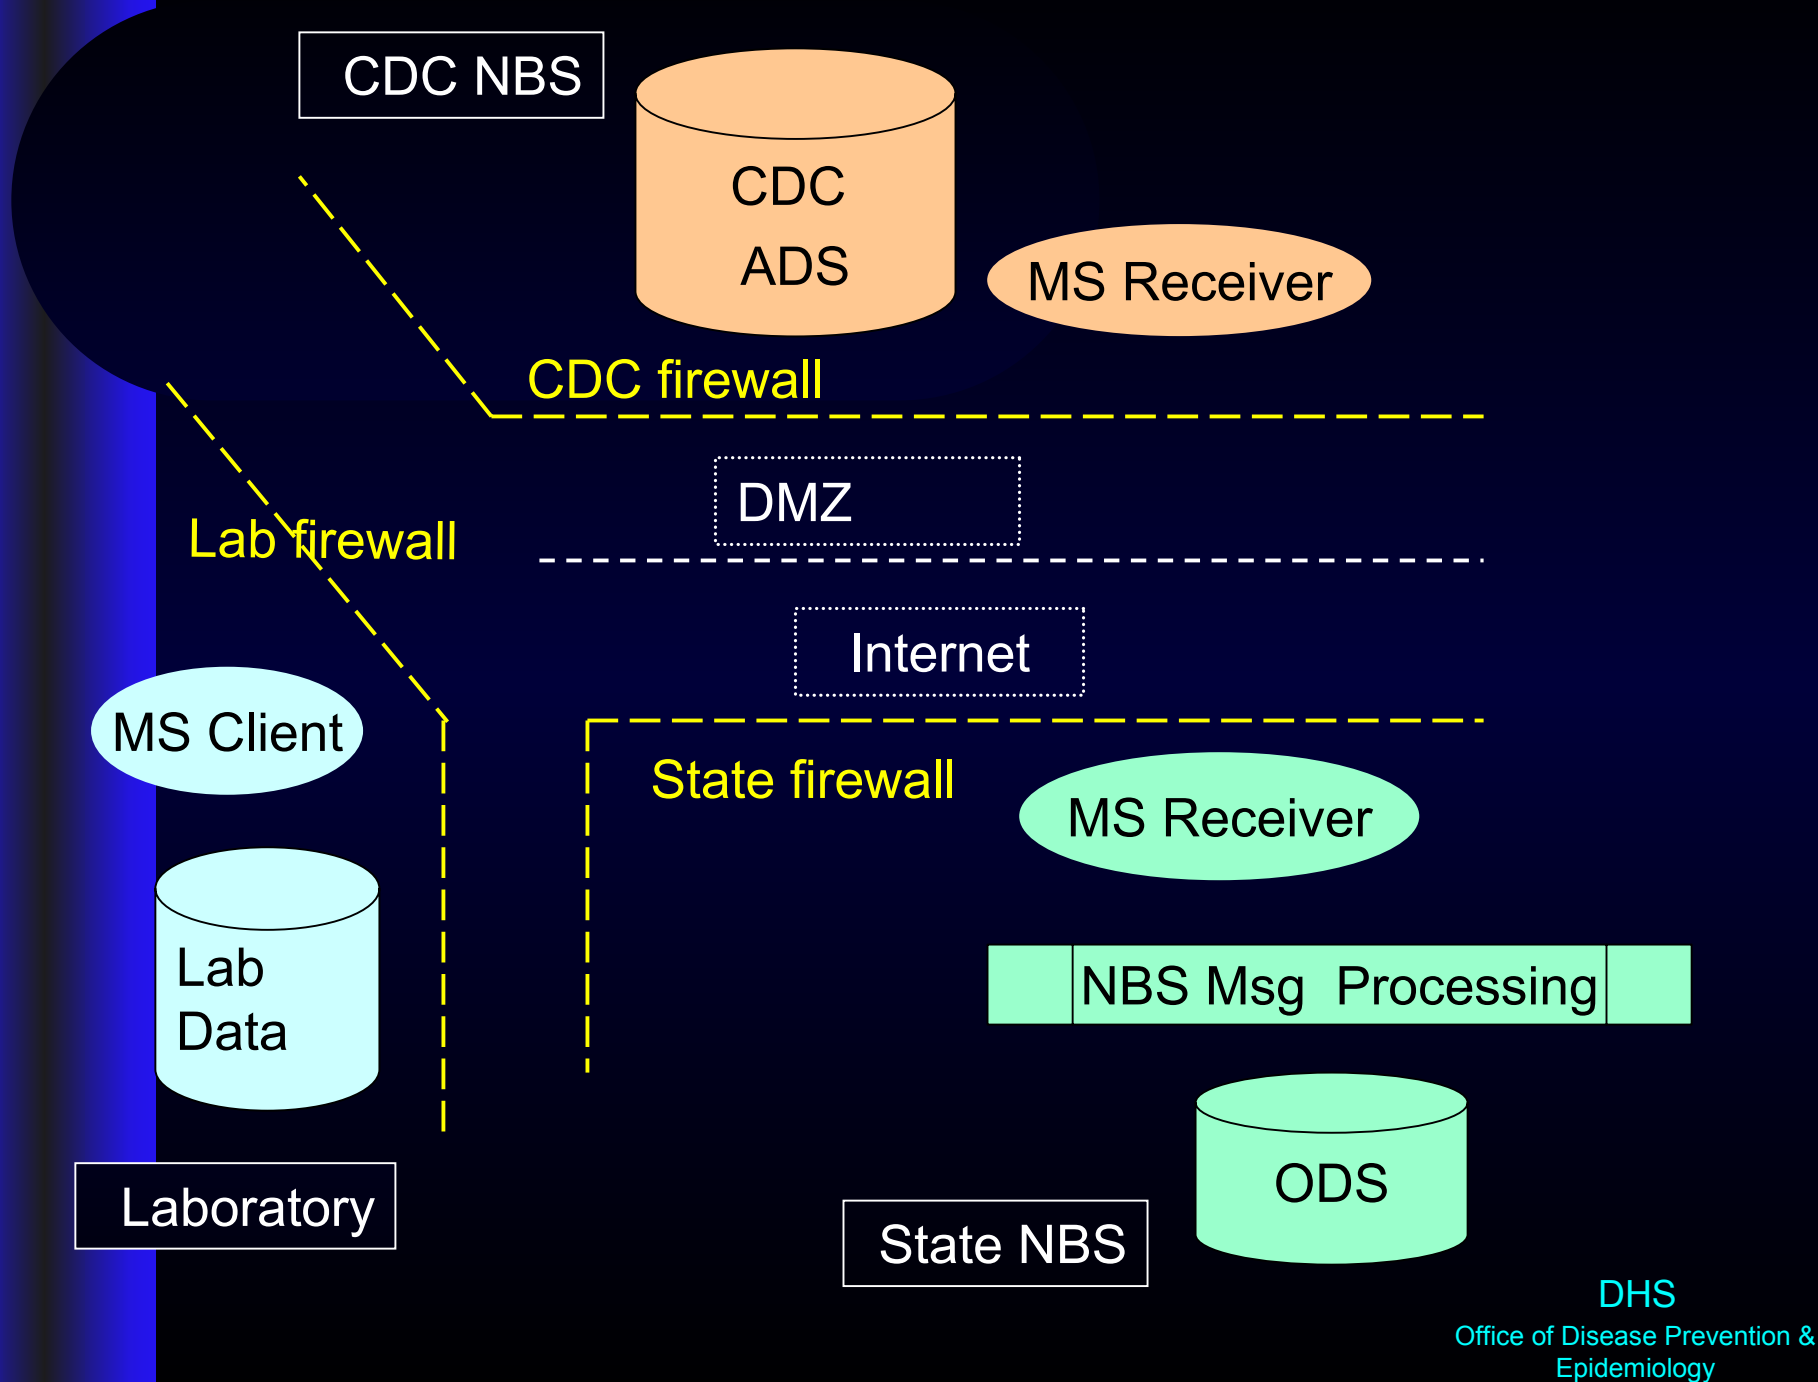 CDC NBS
CDC
ADS
MS Receiver
CDC firewall
DMZ
Lab firewall
Internet
MS Client
State firewall
MS Receiver
Lab
Data
NBS Msg  Processing
ODS
Laboratory
State NBS
DHS
Office of Disease Prevention &
Epidemiology